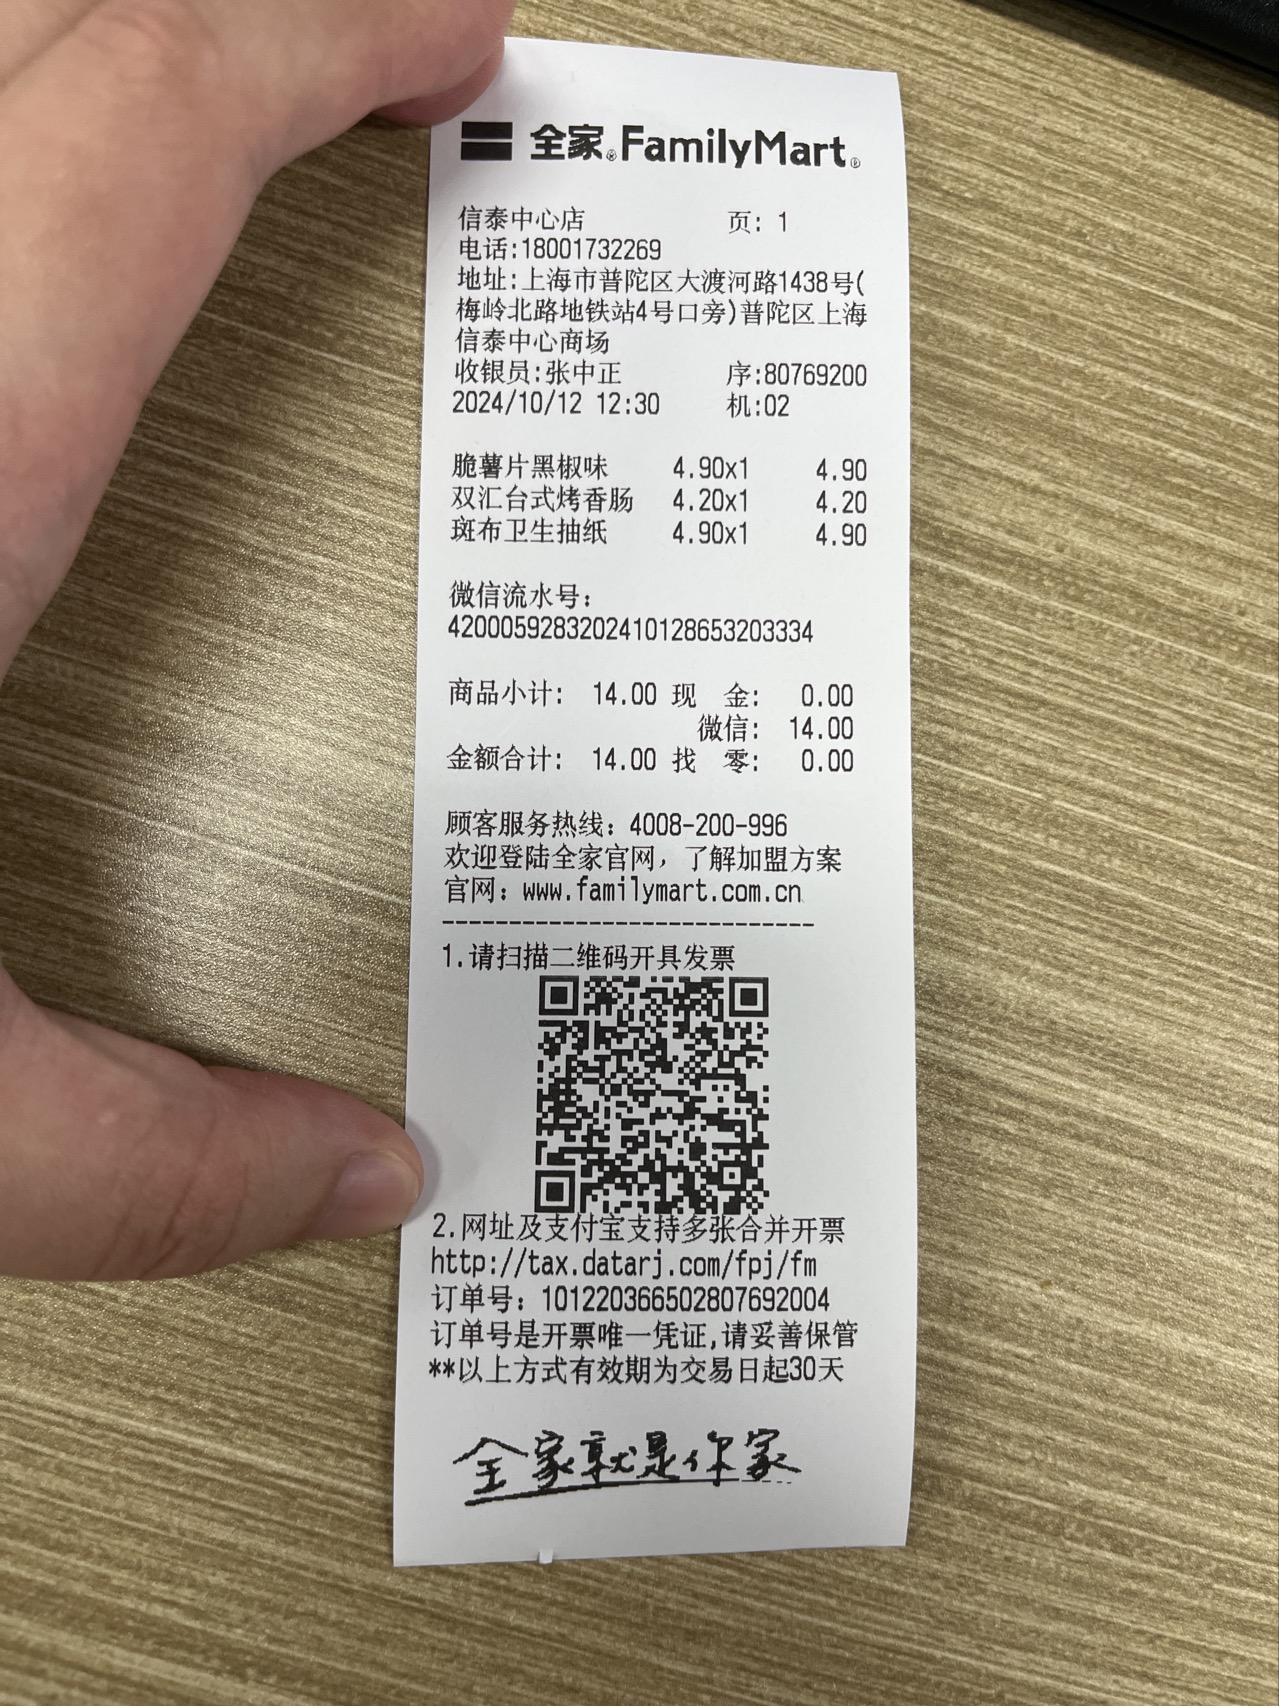 全家® FamilyMart®
信泰中心店 页: 1
电话:18001732269
地址:上海市普陀区大渡河路1438号(
梅岭北路地铁站4号口旁)普陀区上海
信泰中心商场
收银员:张中正 序:80769200
2024/10/12 12:30 机:02
脆薯片黑椒味 4.90x1 4.90
双汇台式烤香肠 4.20x1 4.20
斑布卫生抽纸 4.90x1 4.90
微信流水号:
4200059283202410128653203334
商品小计: 14.00 现 金: 0.00
微信: 14.00
金额合计: 14.00 找 零: 0.00
顾客服务热线: 4008-200-996
欢迎登陆全家官网, 了解加盟方案
官网: www.familymart.com.cn
----------------------------
1.请扫描二维码开具发票
2.网址及支付宝支持多张合并开票
http://tax.datarj.com/fpj/fm
订单号: 101220366502807692004
订单号是开票唯一凭证,请妥善保管
**以上方式有效期为交易日起30天
全家就是你家